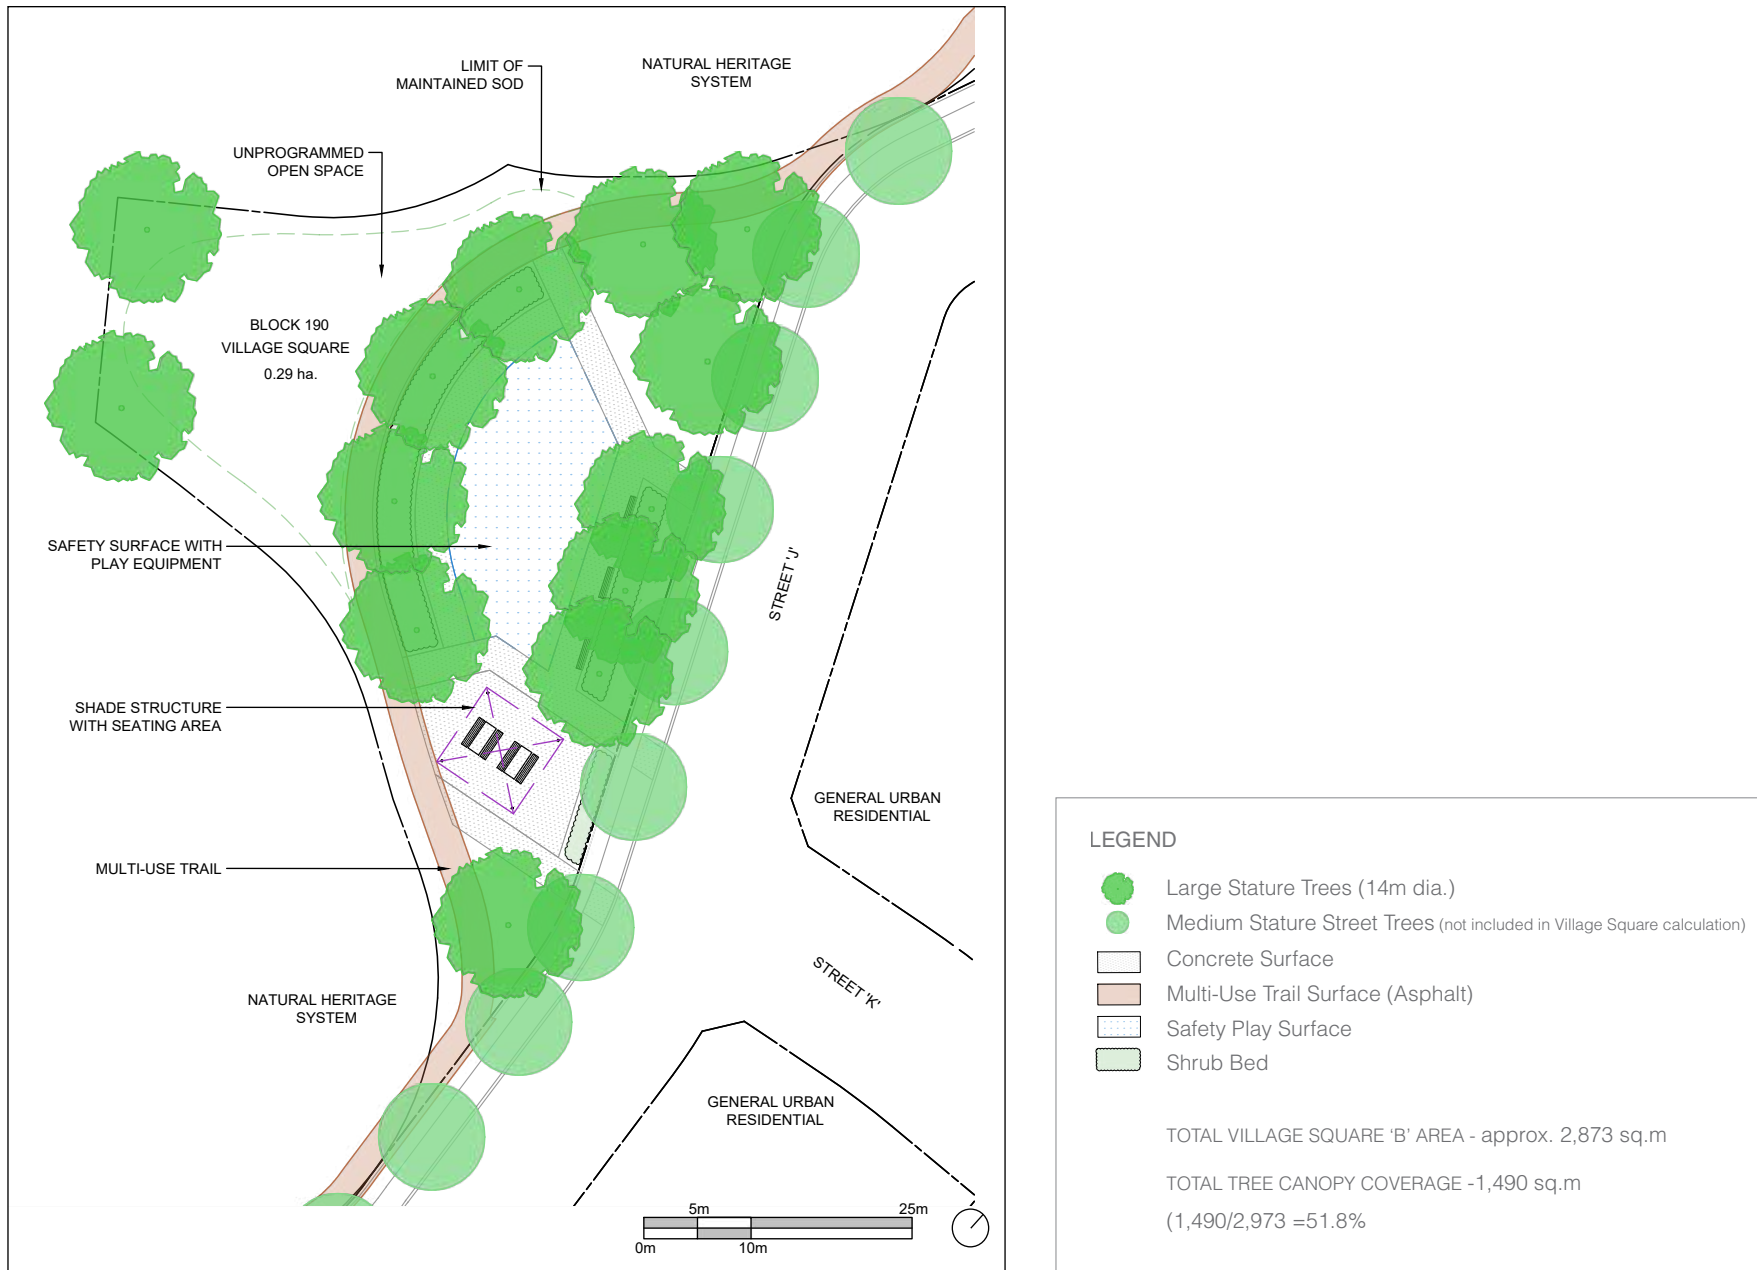 LIMIT OF
MAINTAINED SOD
NATURAL HERITAGE
SYSTEM
UNPROGRAMMED
OPEN SPACE
BLOCK 190
VILLAGE SQUARE
0.29 ha.
SAFETY SURFACE WITH
PLAY EQUIPMENT
STREET 'J'
SHADE STRUCTURE
WITH SEATING AREA
GENERAL URBAN
RESIDENTIAL
MULTI-USE TRAIL
STREET 'K'
NATURAL HERITAGE
SYSTEM
GENERAL URBAN
RESIDENTIAL
5m
25m
0m
10m
LEGEND
Large Stature Trees (14m dia.)
Medium Stature Street Trees (not included in Village Square calculation)
Concrete Surface
Multi-Use Trail Surface (Asphalt)
Safety Play Surface
Shrub Bed
TOTAL VILLAGE SQUARE ‘B’ AREA - approx. 2,873 sq.m
TOTAL TREE CANOPY COVERAGE -1,490 sq.m
(1,490/2,973 =51.8%